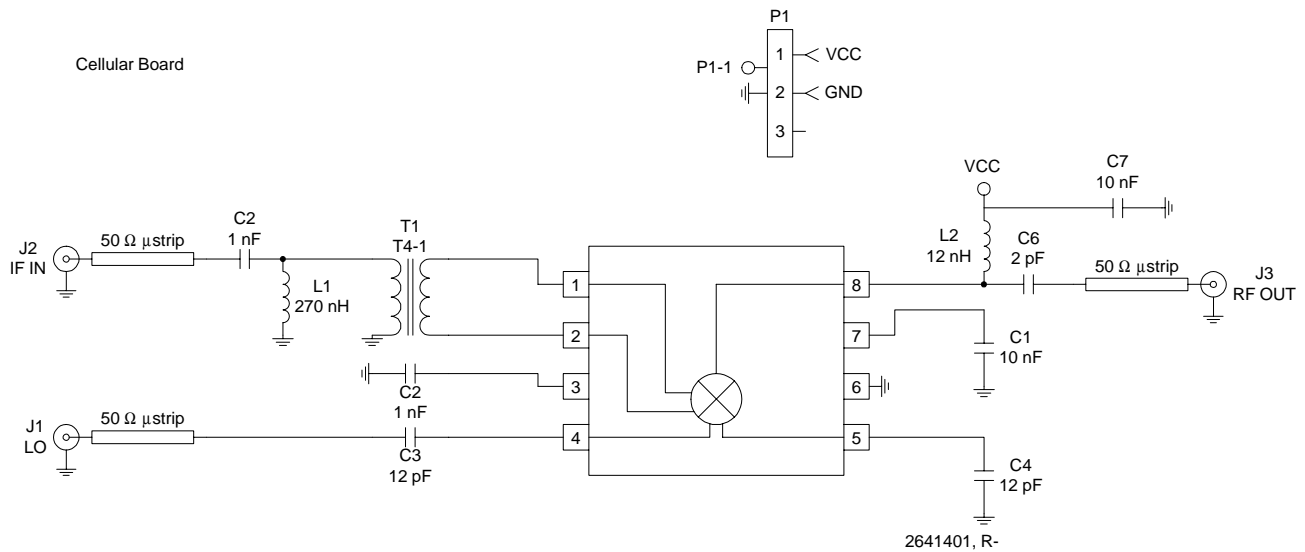 P1
Cellular Board
1
VCC
P1-1
2
GND
3
C7
10 nF
VCC
C2
1 nF
T1
T4-1
L2
12 nH
C6
2 pF
J2
IF IN
50 Ω µstrip
50 Ω µstrip
J3
RF OUT
L1
270 nH
1
8
2
7
C1
10 nF
3
6
C2
1 nF
J1
LO
50 Ω µstrip
4
5
C3
12 pF
C4
12 pF
2641401, R-